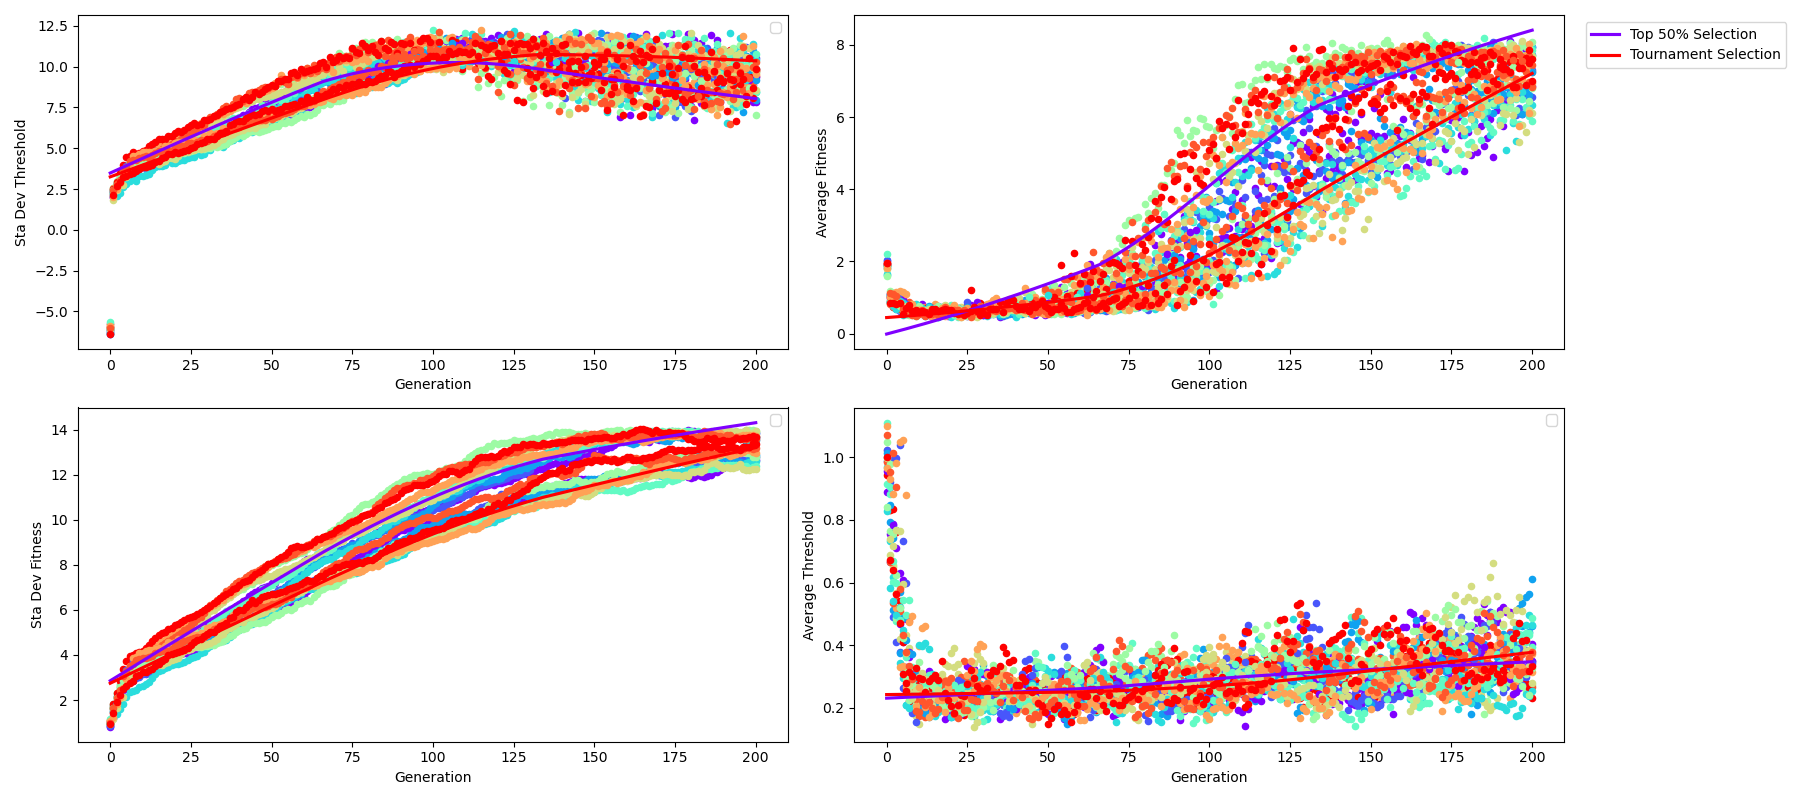 12.5
10.0
7.5
5.0
2.5
0.0
−2.5
−5.0
Sta Dev Threshold
0 25 50 75 100 125 150 175 200
Generation
8
6
4
2
0
Average Fitness
0 25 50 75 100 125 150 175 200
Generation
Top 50% Selection
Tournament Selection
14
12
10
8
6
4
2
Sta Dev Fitness
0 25 50 75 100 125 150 175 200
Generation
1.0
0.8
0.6
0.4
0.2
Average Threshold
0 25 50 75 100 125 150 175 200
Generation